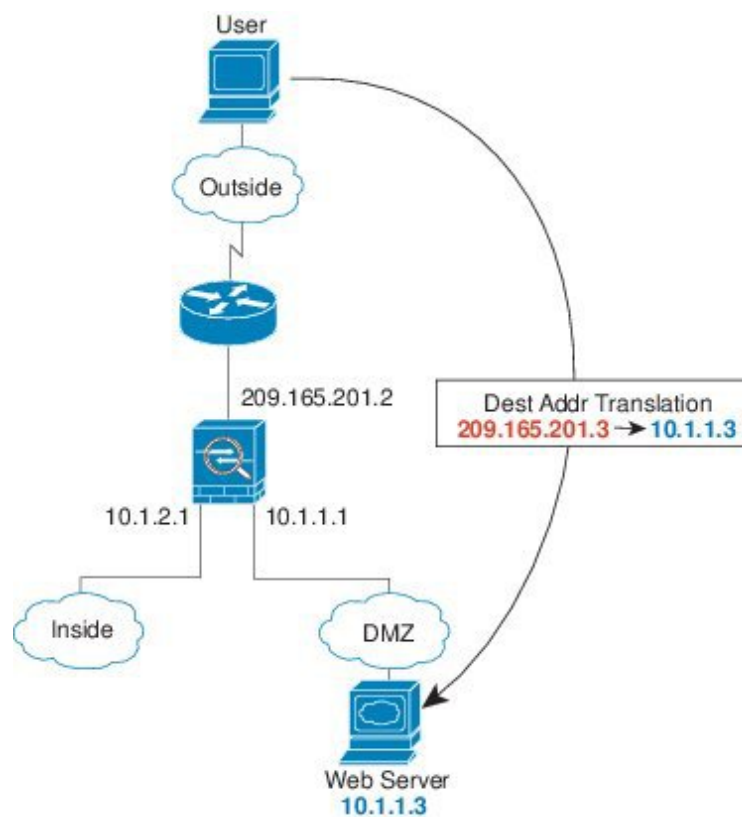 User
Outside
209.165.201.2
Dest Addr Translation
209.165.201.3 10.1.1.3
10.1.2.1 10.1.1.1
Inside
DMZ
Web Server
10.1.1.3